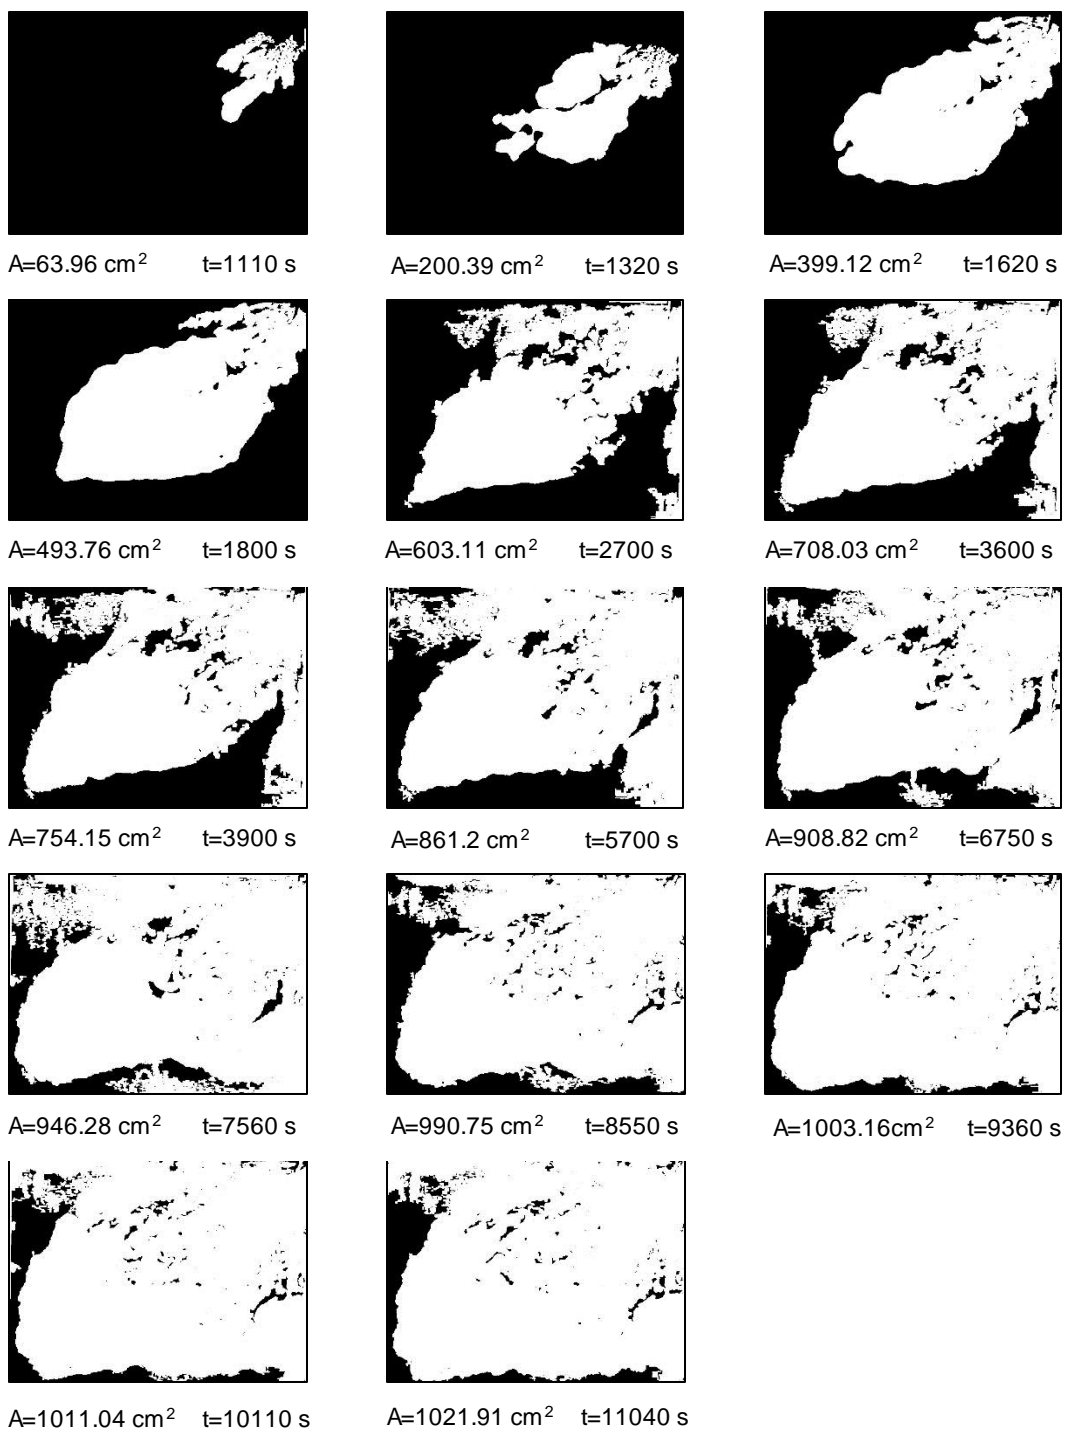 A=63.96 cm² t=1110 s
A=200.39 cm² t=1320 s
A=399.12 cm² t=1620 s
A=493.76 cm² t=1800 s
A=603.11 cm² t=2700 s
A=708.03 cm² t=3600 s
A=754.15 cm² t=3900 s
A=861.2 cm² t=5700 s
A=908.82 cm² t=6750 s
A=946.28 cm² t=7560 s
A=990.75 cm² t=8550 s
A=1003.16cm² t=9360 s
A=1011.04 cm² t=10110 s
A=1021.91 cm² t=11040 s